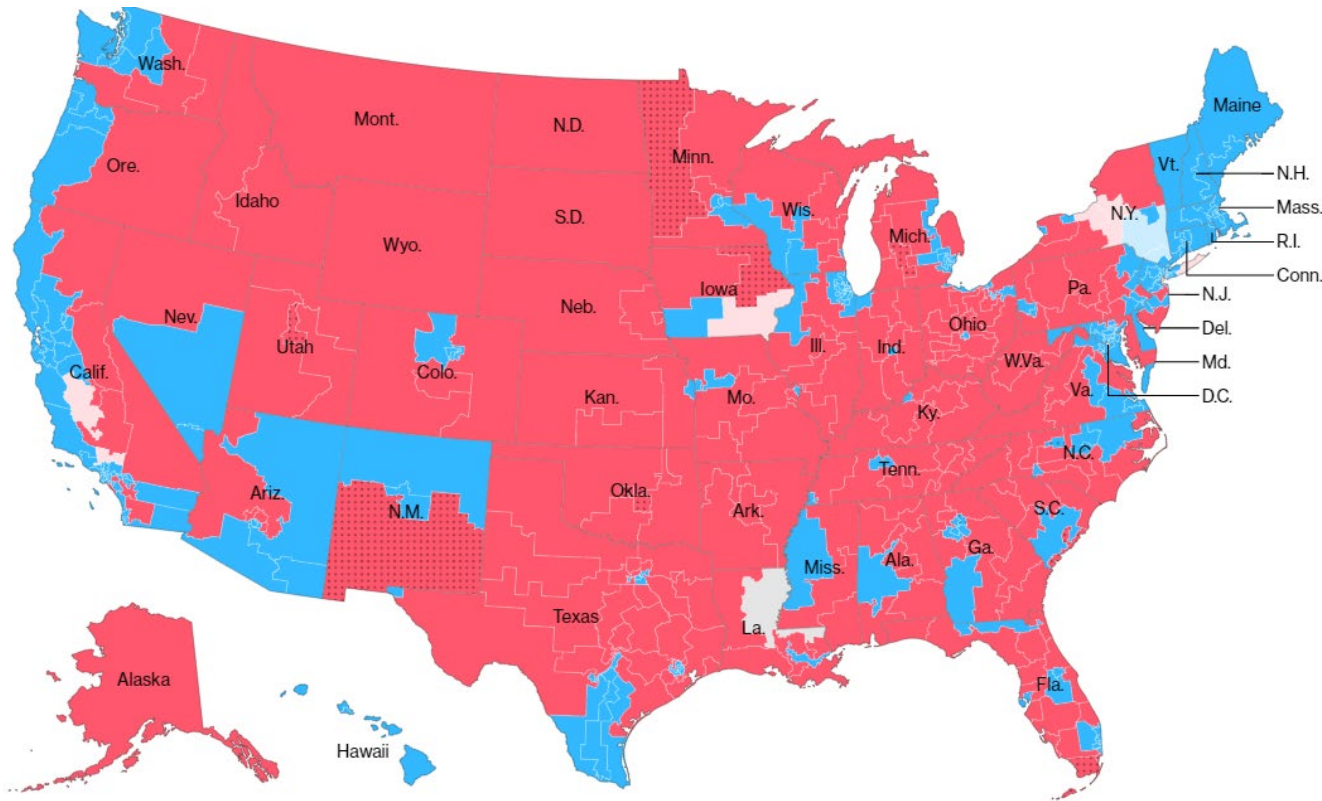 Wash.
Mont.
N.D.
Minn.
Maine
Vt.
N.H.
Ore.
Idaho
S.D.
Wis.
Mich.
N.Y.
Mass.
Wyo.
R.I.
Iowa
Pa.
Conn.
Nev.
Neb.
N.J.
Utah
Colo.
Ill.
Ind.
Ohio
Del.
Calif.
Kan.
Mo.
W.Va.
Va.
Md.
Ky.
D.C.
Ariz.
N.M.
Okla.
Ark.
Tenn.
N.C.
S.C.
Miss.
Ala.
Ga.
Texas
La.
Alaska
Fla.
Hawaii